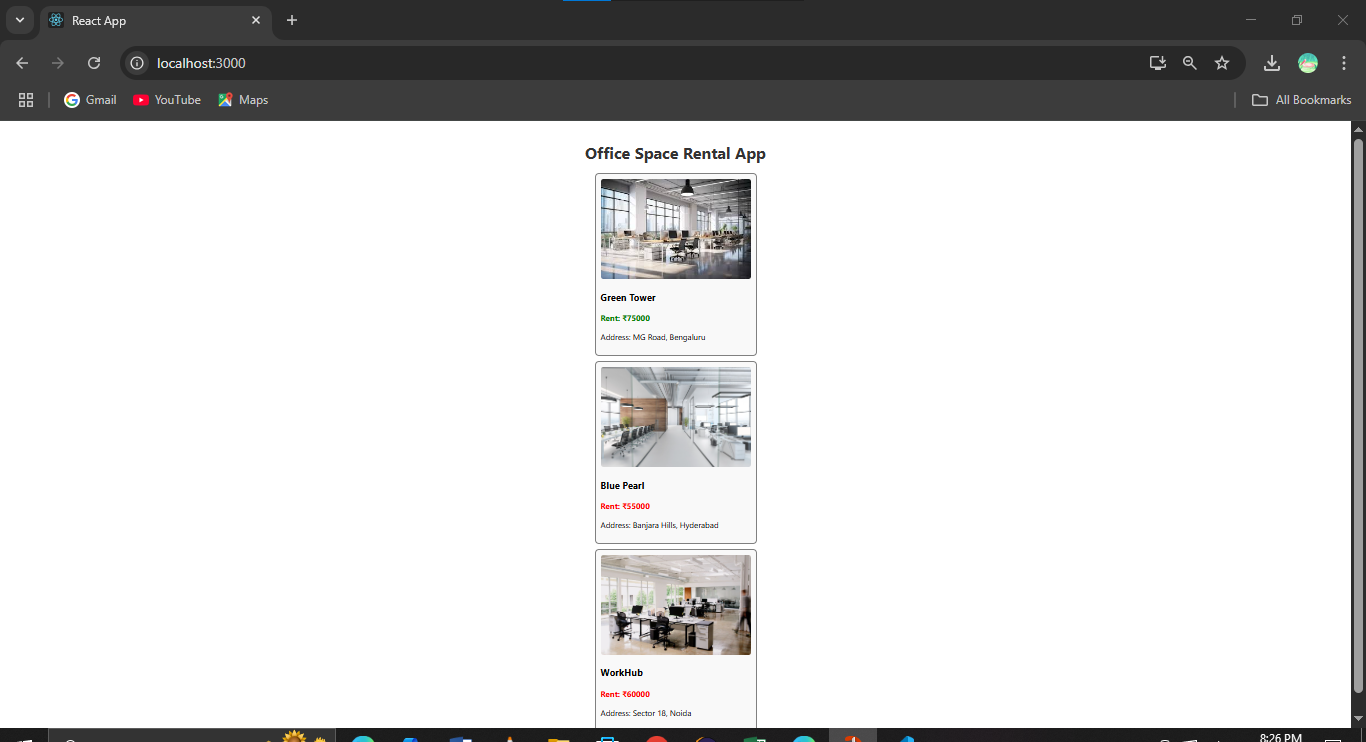 React App
localhost:3000
Gmail
YouTube
Maps
All Bookmarks
Office Space Rental App
Green Tower
Rent: ₹75000
Address: MG Road, Bengaluru
Blue Pearl
Rent: ₹55000
Address: Banjara Hills, Hyderabad
WorkHub
Rent: ₹60000
Address: Sector 18, Noida
8:26 PM